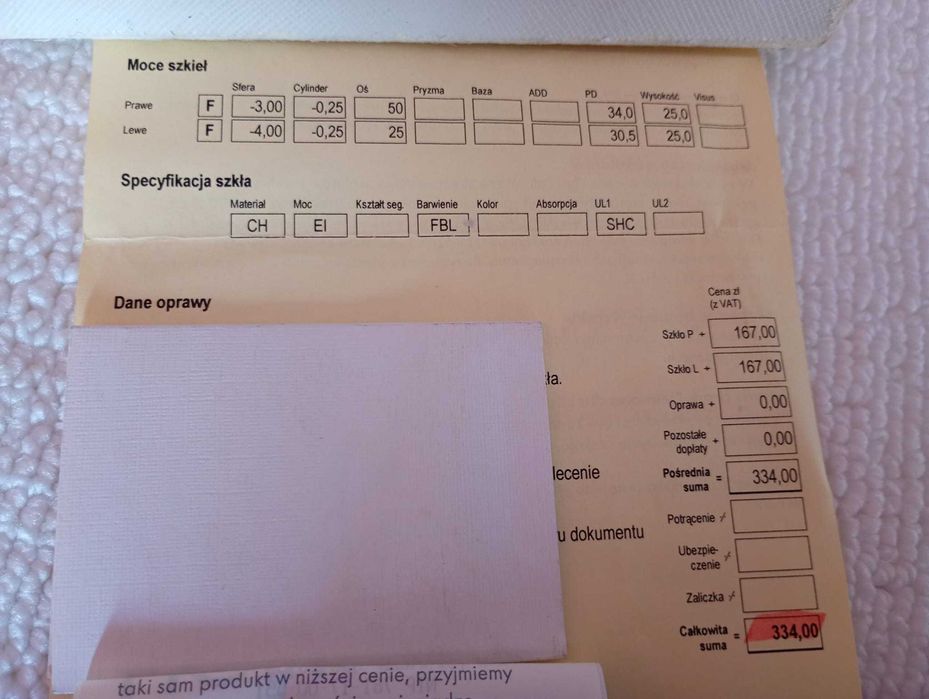 Moce szkieł
Sfera Cylinder Oś Pryzma Baza ADD PD Wysokość Visus
Prawe F -3,00 -0,25 50 34,0 25,0
Lewe F -4,00 -0,25 25 30,5 25,0
Specyfikacja szkła
Materiał Moc Kształt seg. Barwienie Kolor Absorpcja UL1 UL2
CH EI FBL SHC
Dane oprawy
Cena zł
(z VAT)
Szkło P + 167,00
Szkło L + 167,00
ła.
Oprawa + 0,00
Pozostałe
dopłaty + 0,00
lecenie
Pośrednia
suma = 334,00
Potrącenie -/-
u dokumentu
Ubezpie-
czenie -/-
Zaliczka -/-
Całkowita
suma = 334,00
taki sam produkt w niższej cenie, przyjmiemy